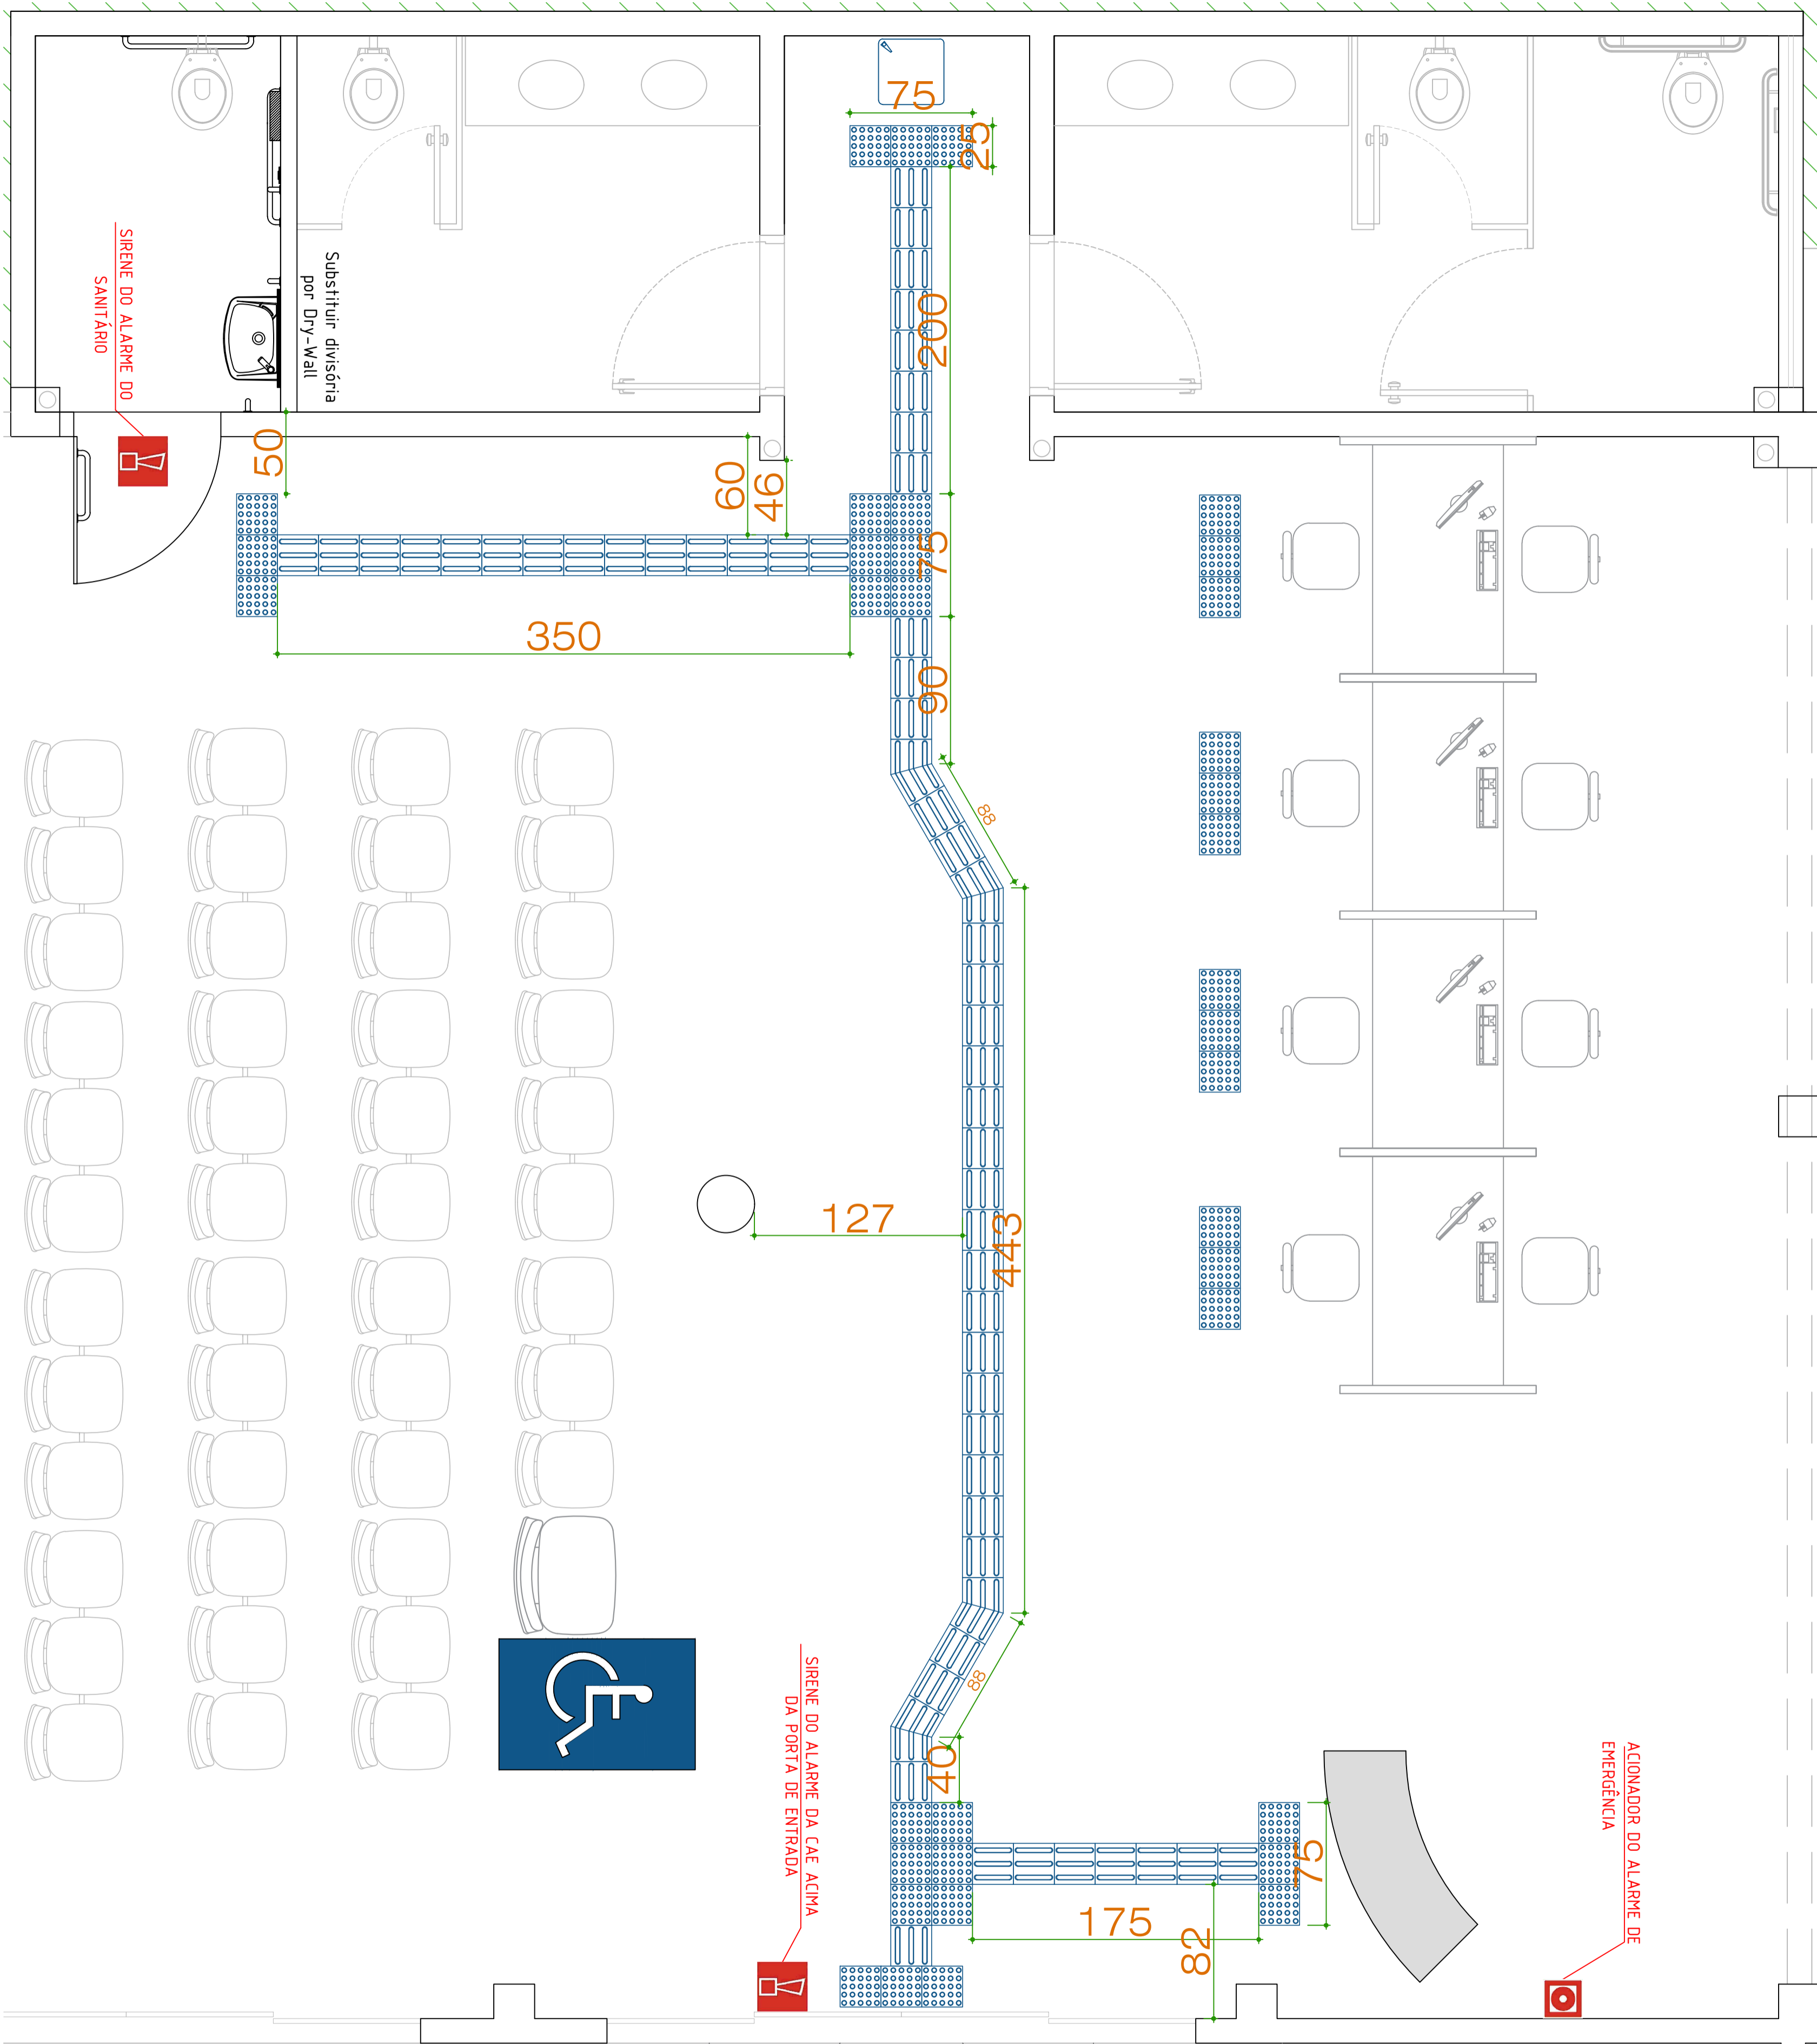 75
25
SIRENE DO ALARME DO
SANITÁRIO
Substituir divisória
por Dry-Wall
200
50
60
46
75
350
90
88
127
443
88
40
SIRENE DO ALARME DA CAE ACIMA
DA PORTA DE ENTRADA
ACIONADOR DO ALARME DE
EMERGÊNCIA
75
175
82